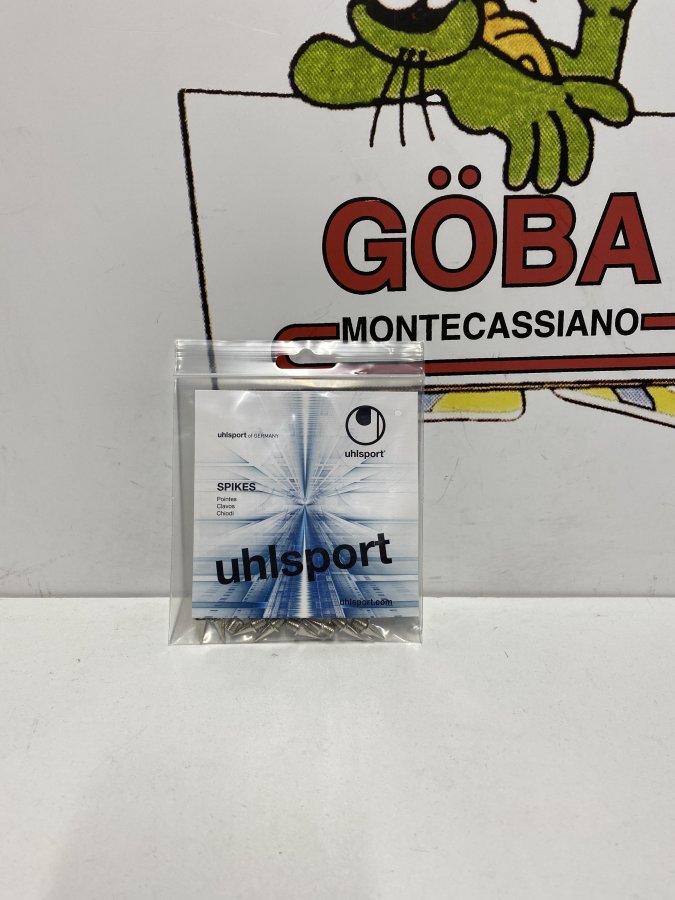 GÖBA
MONTECASSIANO
uhlsport of GERMANY
uhlsport
SPIKES
Pointes
Clavos
Chiodi
uhlsport
uhlsport.com